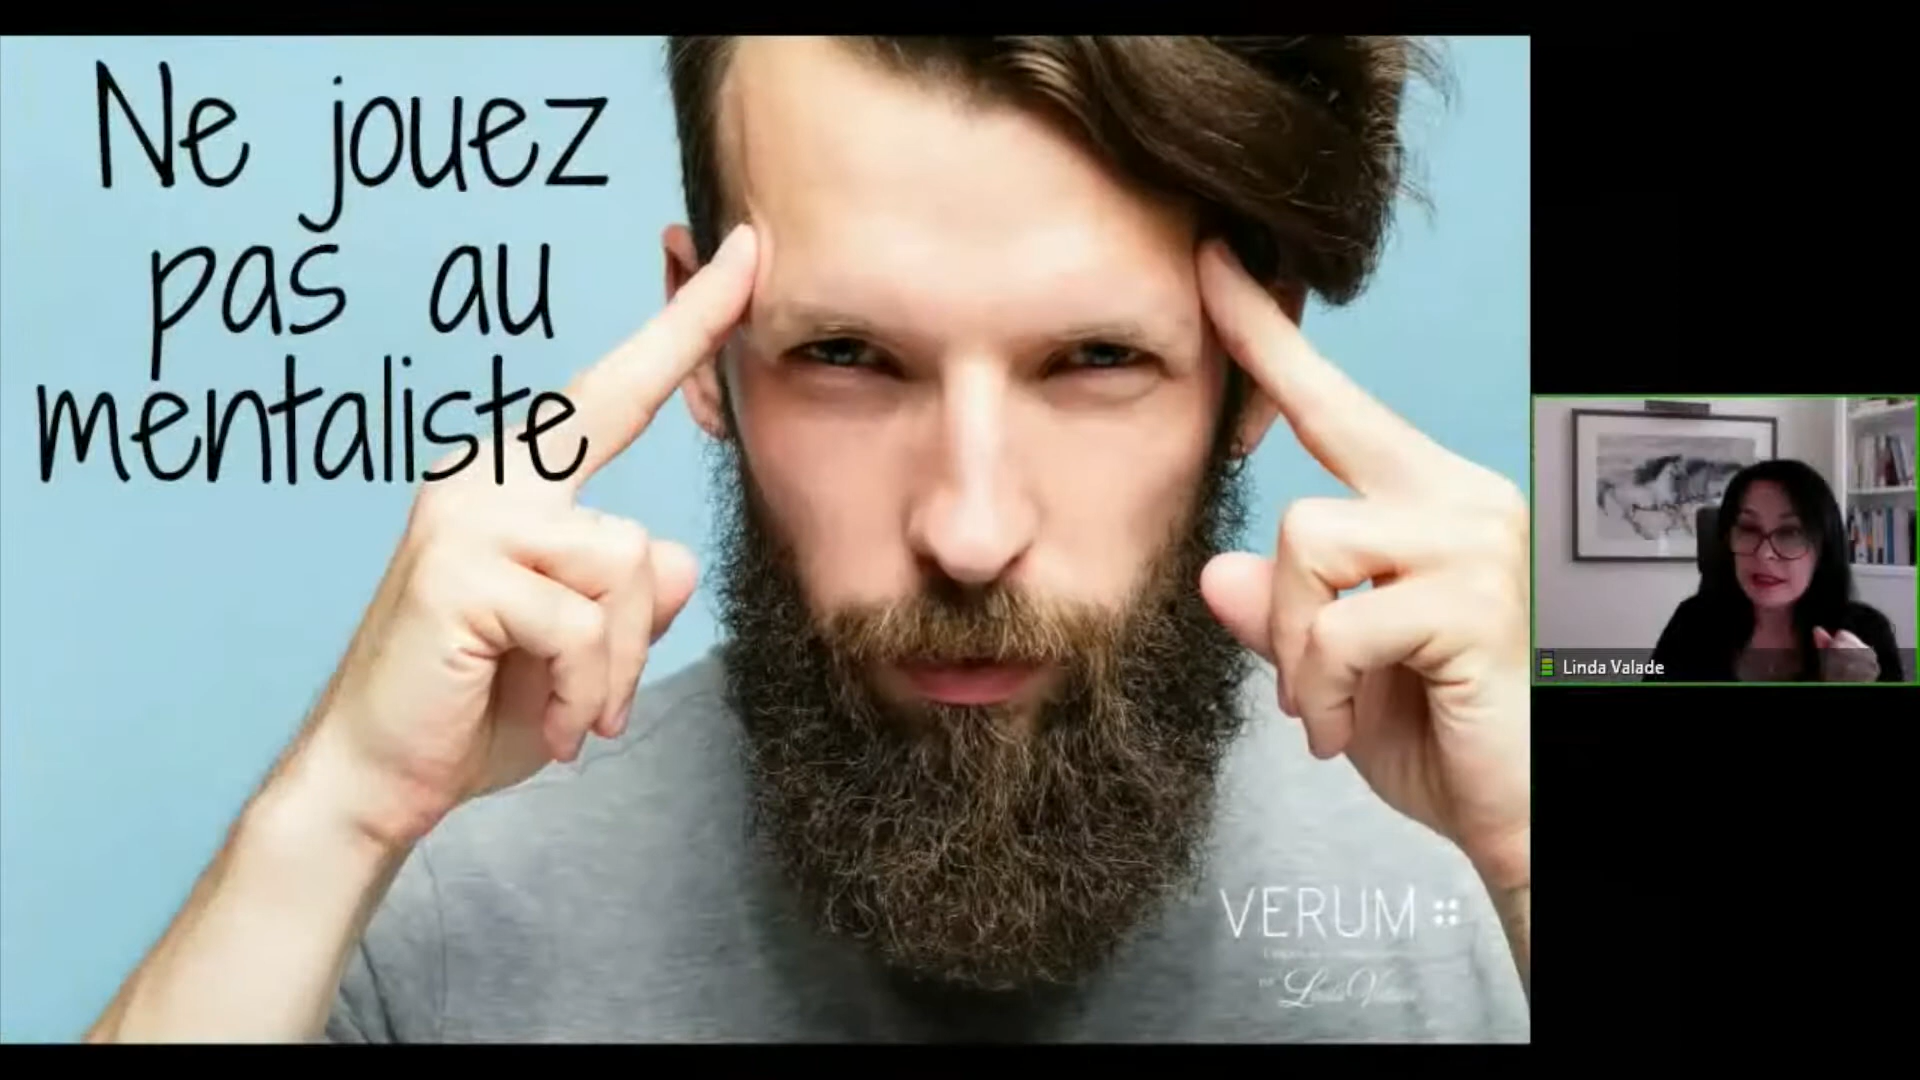 Ne jouez
pas au
mentaliste
VERUM
Linda Valade